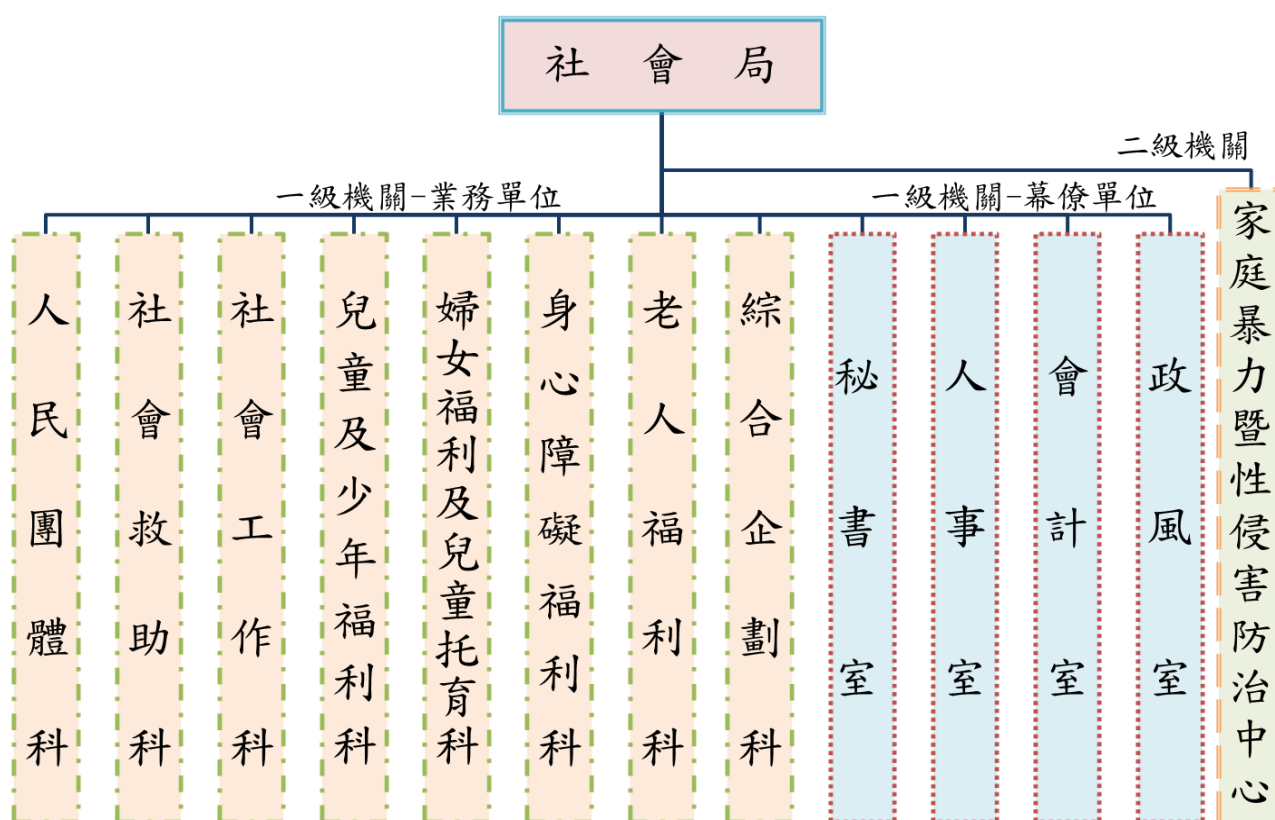 社會局
二級機關
一級機關-業務單位
一級機關-幕僚單位
人民團體科
社會救助科
社會工作科
兒童及少年福利科
婦女福利及兒童托育科
身心障礙福利科
老人福利科
綜合企劃科
秘書室
人事室
會計室
政風室
家庭暴力暨性侵害防治中心